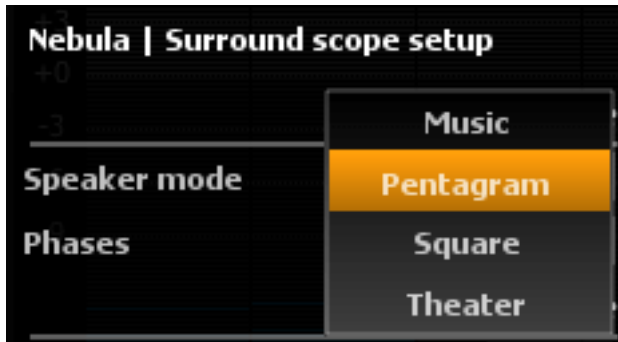 Nebula | Surround scope setup
+3
+0
-3
Music
Speaker mode
Pentagram
Phases
Square
Theater